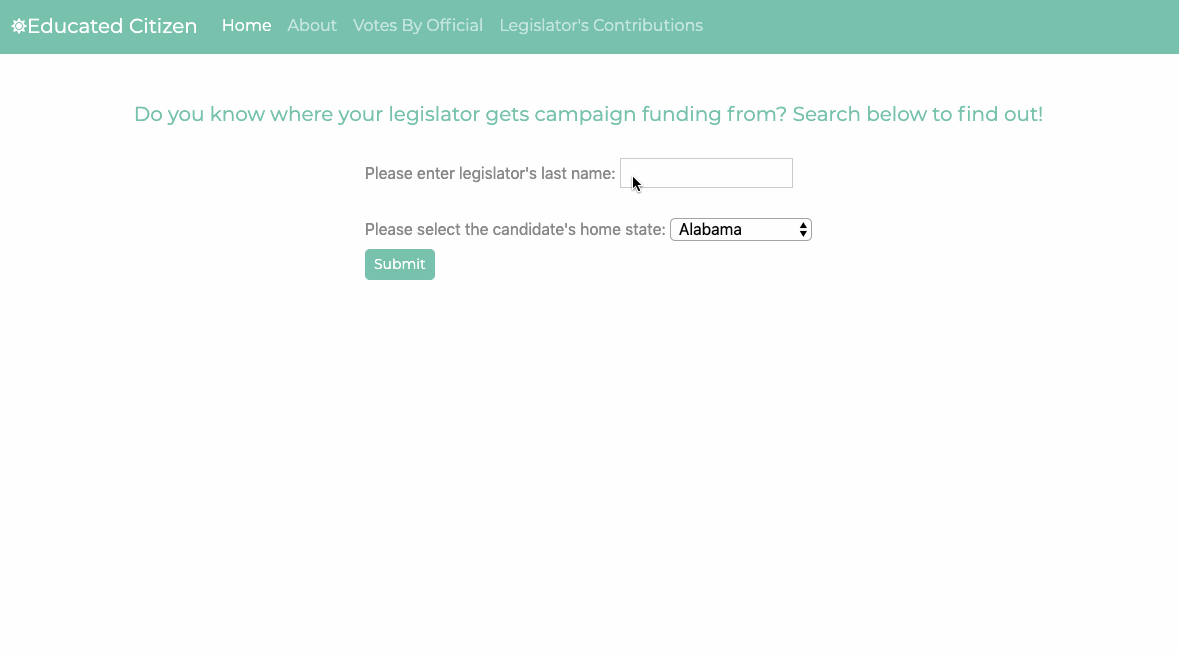 Educated Citizen Home About Votes By Official Legislator's Contributions
Do you know where your legislator gets campaign funding from? Search below to find out!
Please enter legislator's last name:
Please select the candidate's home state: Alabama
Submit